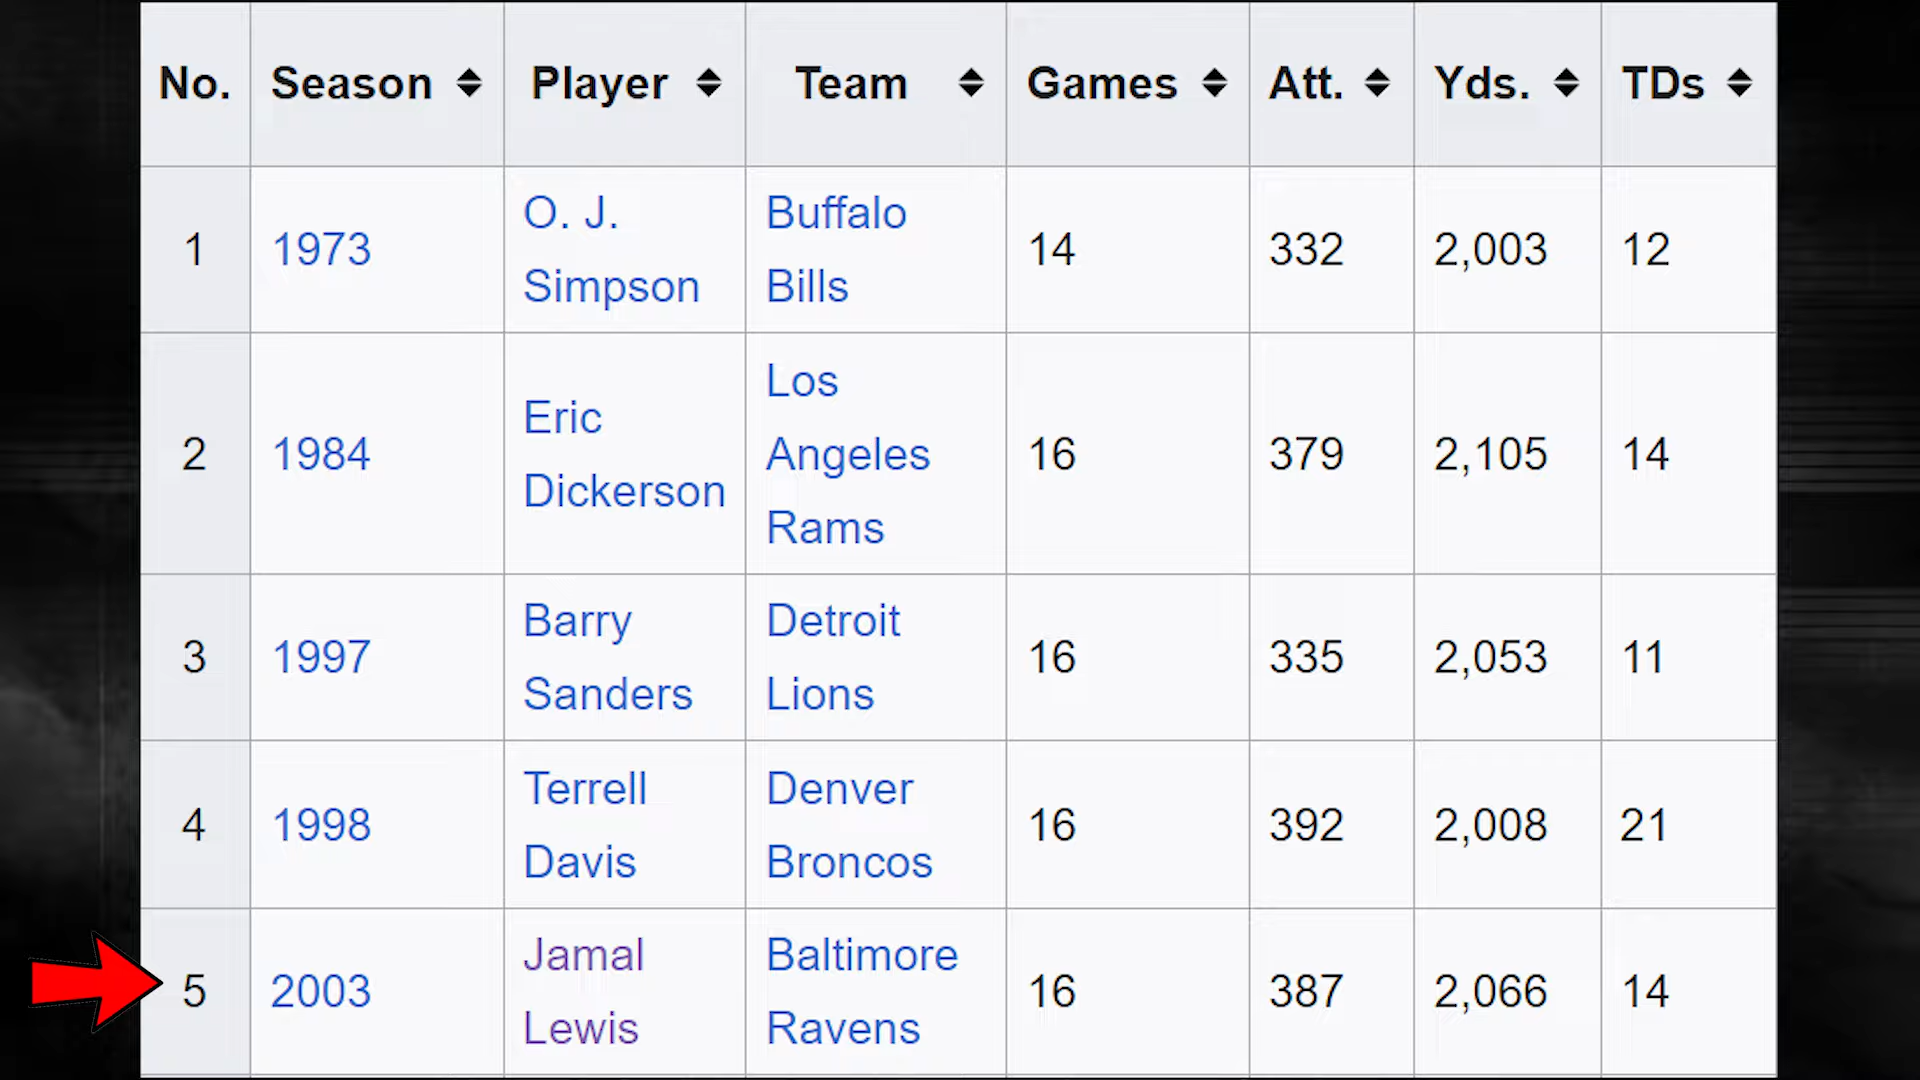 No. Season Player Team Games Att. Yds. TDs
1 1973 O. J. Simpson Buffalo Bills 14 332 2,003 12
2 1984 Eric Dickerson Los Angeles Rams 16 379 2,105 14
3 1997 Barry Sanders Detroit Lions 16 335 2,053 11
4 1998 Terrell Davis Denver Broncos 16 392 2,008 21
5 2003 Jamal Lewis Baltimore Ravens 16 387 2,066 14